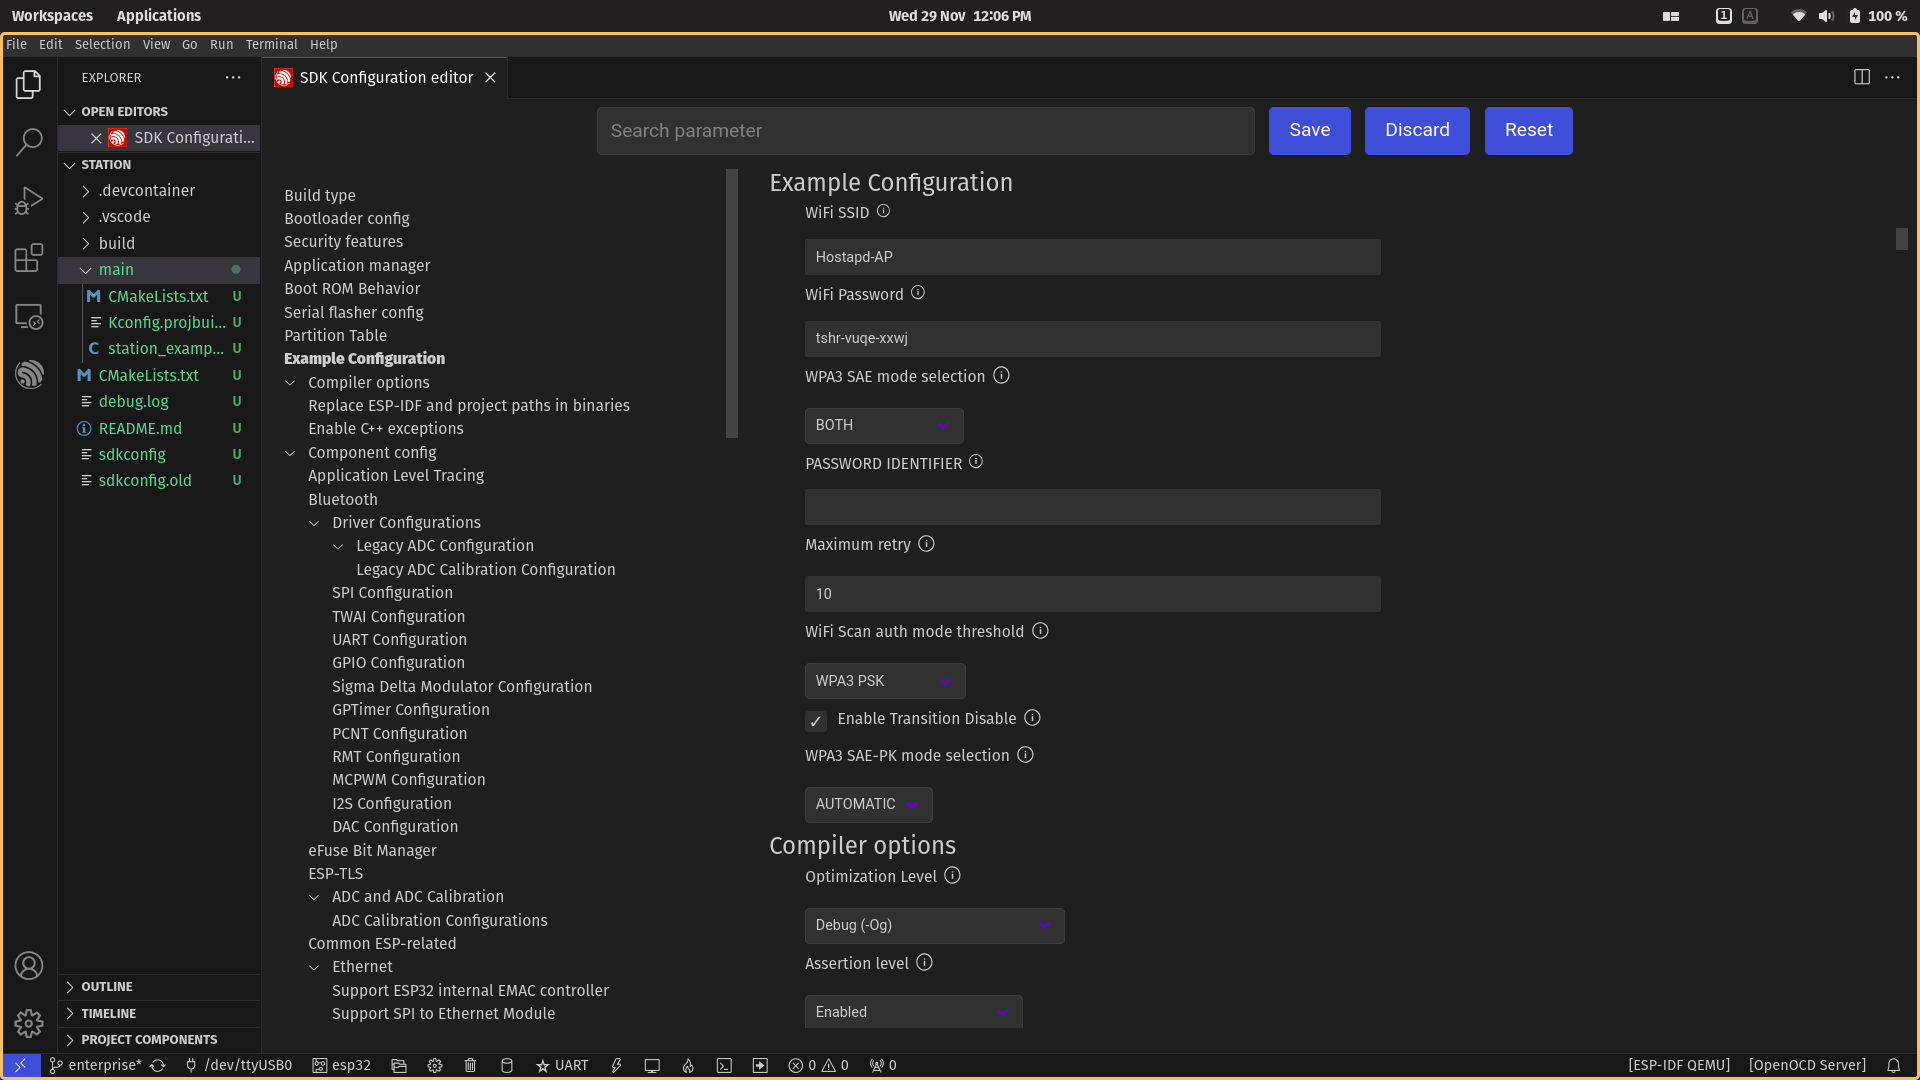 Workspaces Applications Wed 29 Nov 12:06 PM 1 A 100 %
File Edit Selection View Go Run Terminal Help
EXPLORER
OPEN EDITORS
SDK Configurati...
STATION
.devcontainer
.vscode
build
main
CMakeLists.txt U
Kconfig.projbui... U
station_examp... U
CMakeLists.txt U
debug.log U
README.md U
sdkconfig U
sdkconfig.old U
OUTLINE
TIMELINE
PROJECT COMPONENTS
SDK Configuration editor
Search parameter Save Discard Reset
Build type
Bootloader config
Security features
Application manager
Boot ROM Behavior
Serial flasher config
Partition Table
Example Configuration
Compiler options
Replace ESP-IDF and project paths in binaries
Enable C++ exceptions
Component config
Application Level Tracing
Bluetooth
Driver Configurations
Legacy ADC Configuration
Legacy ADC Calibration Configuration
SPI Configuration
TWAI Configuration
UART Configuration
GPIO Configuration
Sigma Delta Modulator Configuration
GPTimer Configuration
PCNT Configuration
RMT Configuration
MCPWM Configuration
I2S Configuration
DAC Configuration
eFuse Bit Manager
ESP-TLS
ADC and ADC Calibration
ADC Calibration Configurations
Common ESP-related
Ethernet
Support ESP32 internal EMAC controller
Support SPI to Ethernet Module
Example Configuration
WiFi SSID
Hostapd-AP
WiFi Password
tshr-vuqe-xxwj
WPA3 SAE mode selection
BOTH
PASSWORD IDENTIFIER
Maximum retry
10
WiFi Scan auth mode threshold
WPA3 PSK
Enable Transition Disable
WPA3 SAE-PK mode selection
AUTOMATIC
Compiler options
Optimization Level
Debug (-Og)
Assertion level
Enabled
enterprise* /dev/ttyUSB0 esp32 UART 0 0 0 [ESP-IDF QEMU] [OpenOCD Server]